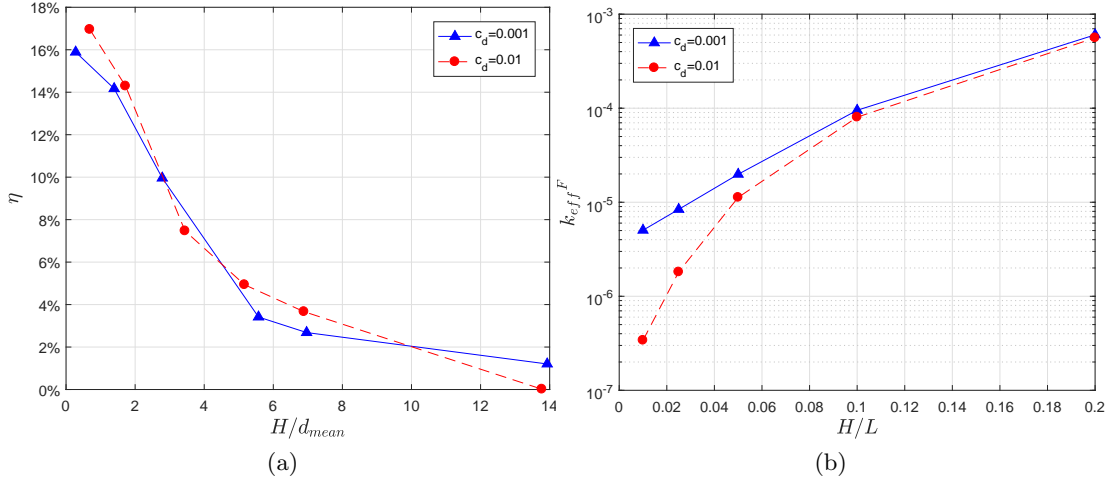 18%
16%
14%
12%
10%
8%
6%
4%
2%
0%
η
0 2 4 6 8 10 12 14
H/d_mean
c_d=0.001
c_d=0.01
(a)
10^-3
10^-4
10^-5
10^-6
10^-7
k_eff^F
0 0.02 0.04 0.06 0.08 0.1 0.12 0.14 0.16 0.18 0.2
H/L
c_d=0.001
c_d=0.01
(b)